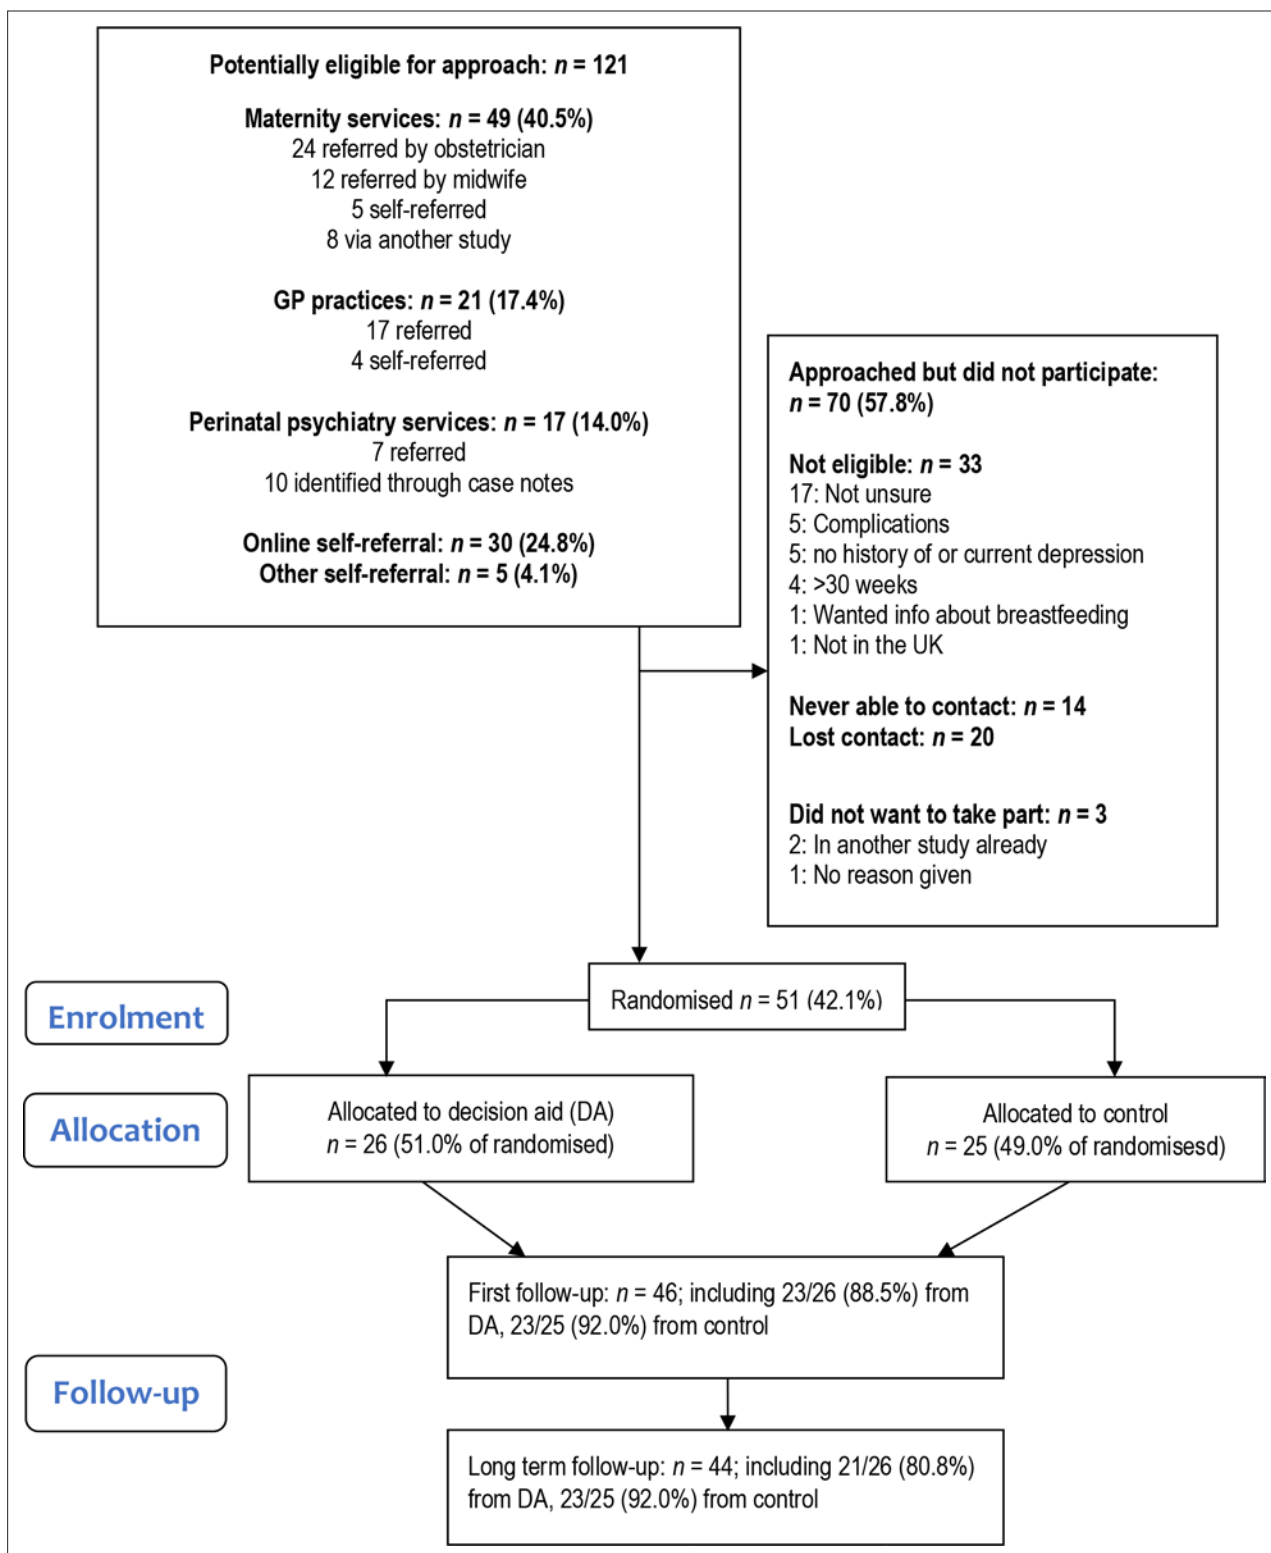 Potentially eligible for approach: n = 121
Maternity services: n = 49 (40.5%)
24 referred by obstetrician
12 referred by midwife
5 self-referred
8 via another study
GP practices: n = 21 (17.4%)
17 referred
4 self-referred
Perinatal psychiatry services: n = 17 (14.0%)
7 referred
10 identified through case notes
Online self-referral: n = 30 (24.8%)
Other self-referral: n = 5 (4.1%)
Approached but did not participate:
n = 70 (57.8%)
Not eligible: n = 33
17: Not unsure
5: Complications
5: no history of or current depression
4: >30 weeks
1: Wanted info about breastfeeding
1: Not in the UK
Never able to contact: n = 14
Lost contact: n = 20
Did not want to take part: n = 3
2: In another study already
1: No reason given
Enrolment
Randomised n = 51 (42.1%)
Allocation
Allocated to decision aid (DA)
n = 26 (51.0% of randomised)
Allocated to control
n = 25 (49.0% of randomisesd)
First follow-up: n = 46; including 23/26 (88.5%) from
DA, 23/25 (92.0%) from control
Follow-up
Long term follow-up: n = 44; including 21/26 (80.8%)
from DA, 23/25 (92.0%) from control